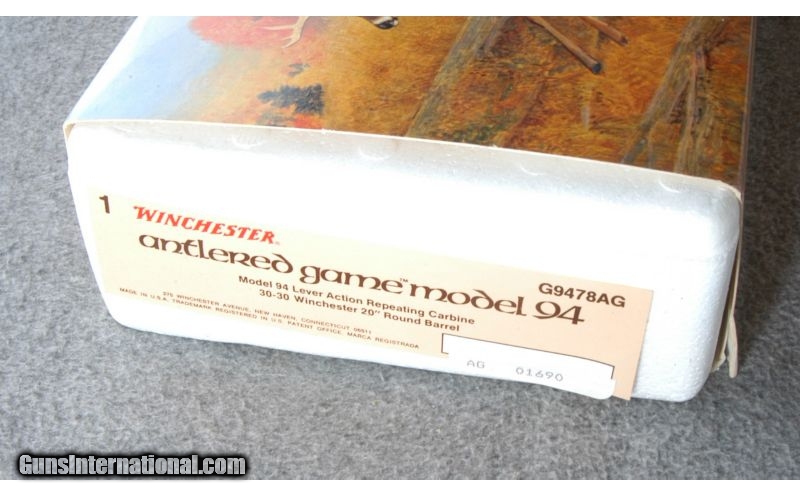 1
WINCHESTER®
antlered game™ model 94
G9478AG
Model 94 Lever Action Repeating Carbine
30-30 Winchester 20" Round Barrel
275 WINCHESTER AVENUE, NEW HAVEN, CONNECTICUT 06511
MADE IN U.S.A. TRADEMARK REGISTERED IN U.S. PATENT OFFICE. MARCA REGISTRADA
AG 01690
GunsInternational.com